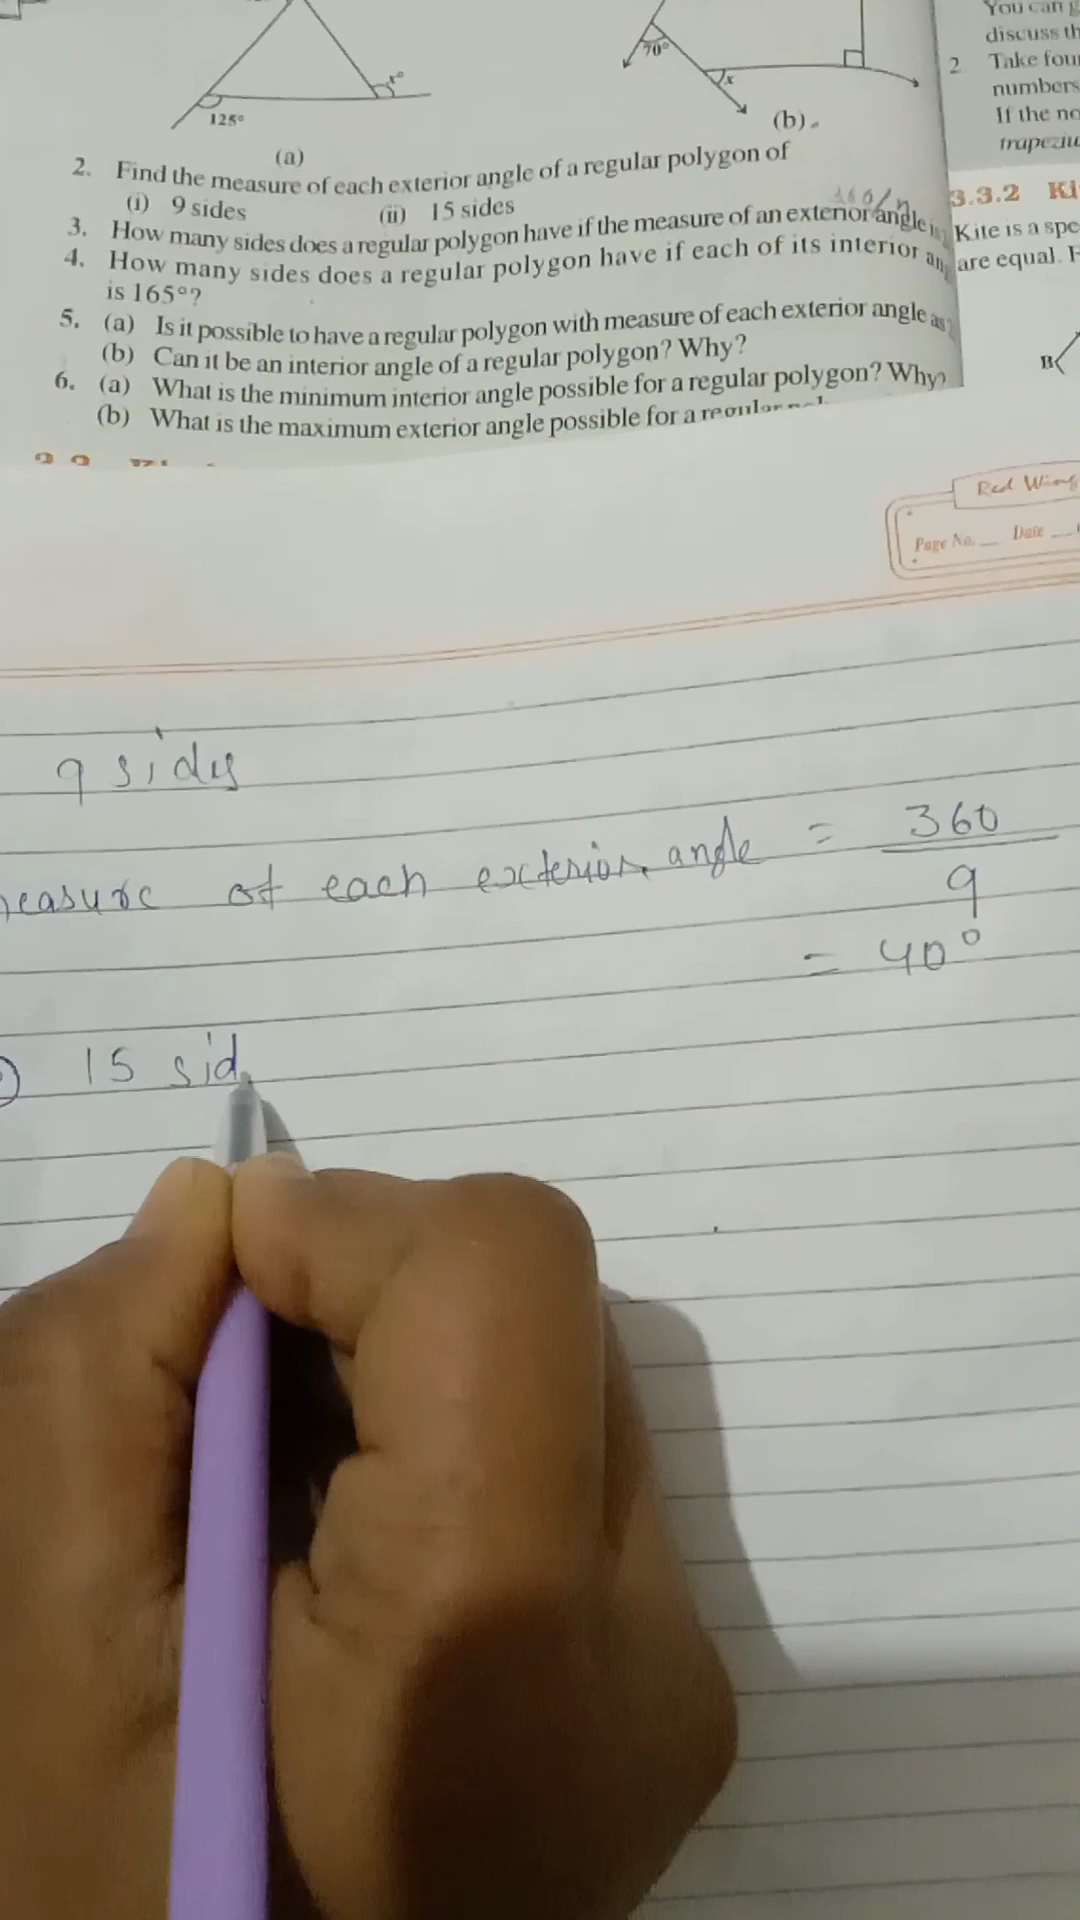 125°
x°
(a)
70°
x
(b)
2. Find the measure of each exterior angle of a regular polygon of
(i) 9 sides (ii) 15 sides
3. How many sides does a regular polygon have if the measure of an exterior angle
4. How many sides does a regular polygon have if each of its interior
is 165°?
5. (a) Is it possible to have a regular polygon with measure of each exterior angle as
(b) Can it be an interior angle of a regular polygon? Why?
6. (a) What is the minimum interior angle possible for a regular polygon? Why?
(b) What is the maximum exterior angle possible for a regular
You can g
discuss th
2 Take four
numbers
If the no
trapeziu
3.3.2 Ki
Kite is a spe
are equal.
B
360/n
Red Wing
Page No. Date
9 sides
measure of each exterior angle = 360
9
= 40°
15 sid